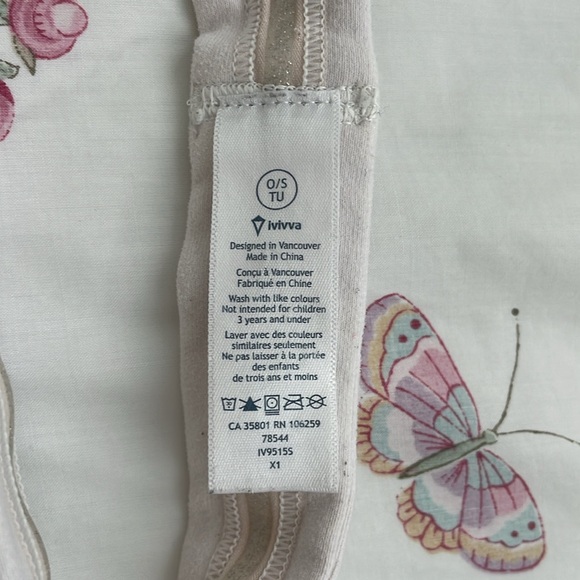 O/S
TU
ivivva
Designed in Vancouver
Made in China
Conçu à Vancouver
Fabriqué en Chine
Wash with like colours
Not intended for children
3 years and under
Laver avec des couleurs
similaires seulement
Ne pas laisser à la portée
des enfants
de trois ans et moins
CA 35801 RN 106259
78544
IV9515S
X1